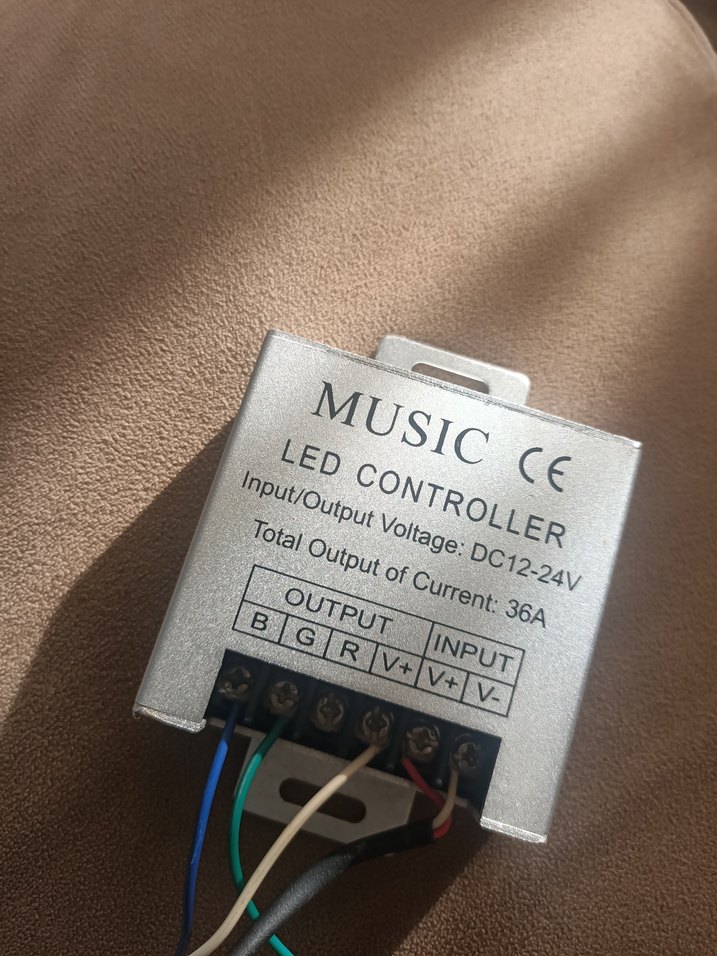 MUSIC CE
LED CONTROLLER
Input/Output Voltage: DC12-24V
Total Output of Current: 36A
OUTPUT INPUT
B G R V+ V+ V-